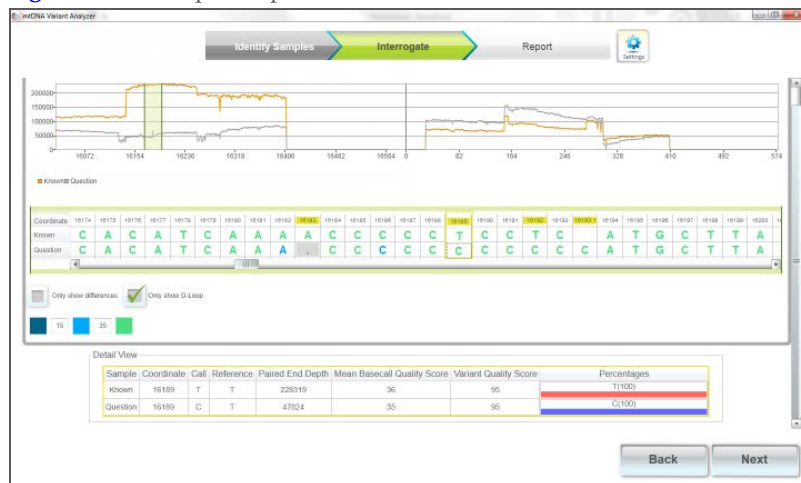 mtDNA Variant Analyzer
Identify Samples Interrogate Report Settings
200000
150000
100000
50000
0
16072 16154 16236 16318 16400 16482 16564 0 82 164 246 328 410 492 574
Known Question
Coordinate 16174 16175 16176 16177 16178 16179 16180 16181 16182 16183 16184 16185 16186 16187 16188 16189 16190 16191 16192 16193 16193.1 16194 16195 16196 16197 16198 16199 16200
Known C A C A T C A A A A C C C C C T C C T C A T G C T T A
Question C A C A T C A A A . C C C C C C C C C C C A T G C T T A
Only show differences Only show D-Loop
15 35
Detail View
Sample Coordinate Call Reference Paired End Depth Mean Basecall Quality Score Variant Quality Score Percentages
Known 16189 T T 228319 36 95 T(100)
Question 16189 C T 47824 35 95 C(100)
Back Next